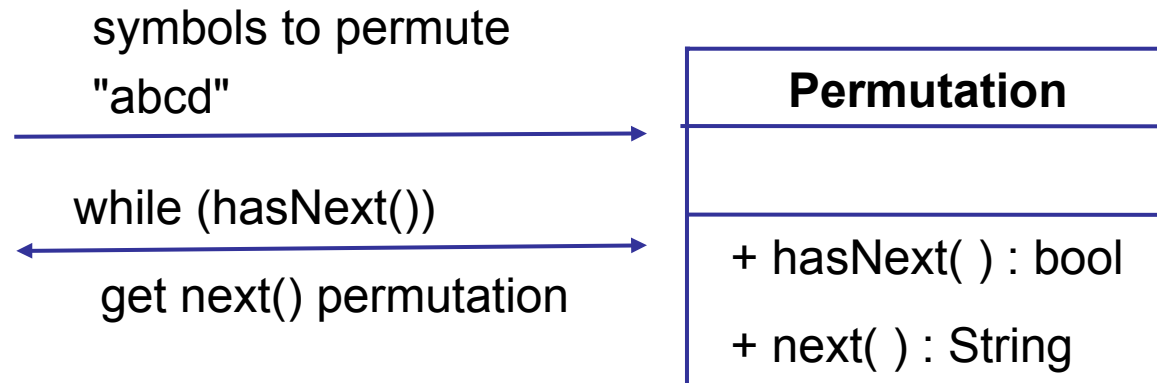 symbols to permute
"abcd"
while (hasNext())
get next() permutation
Permutation
+ hasNext( ) : bool
+ next( ) : String